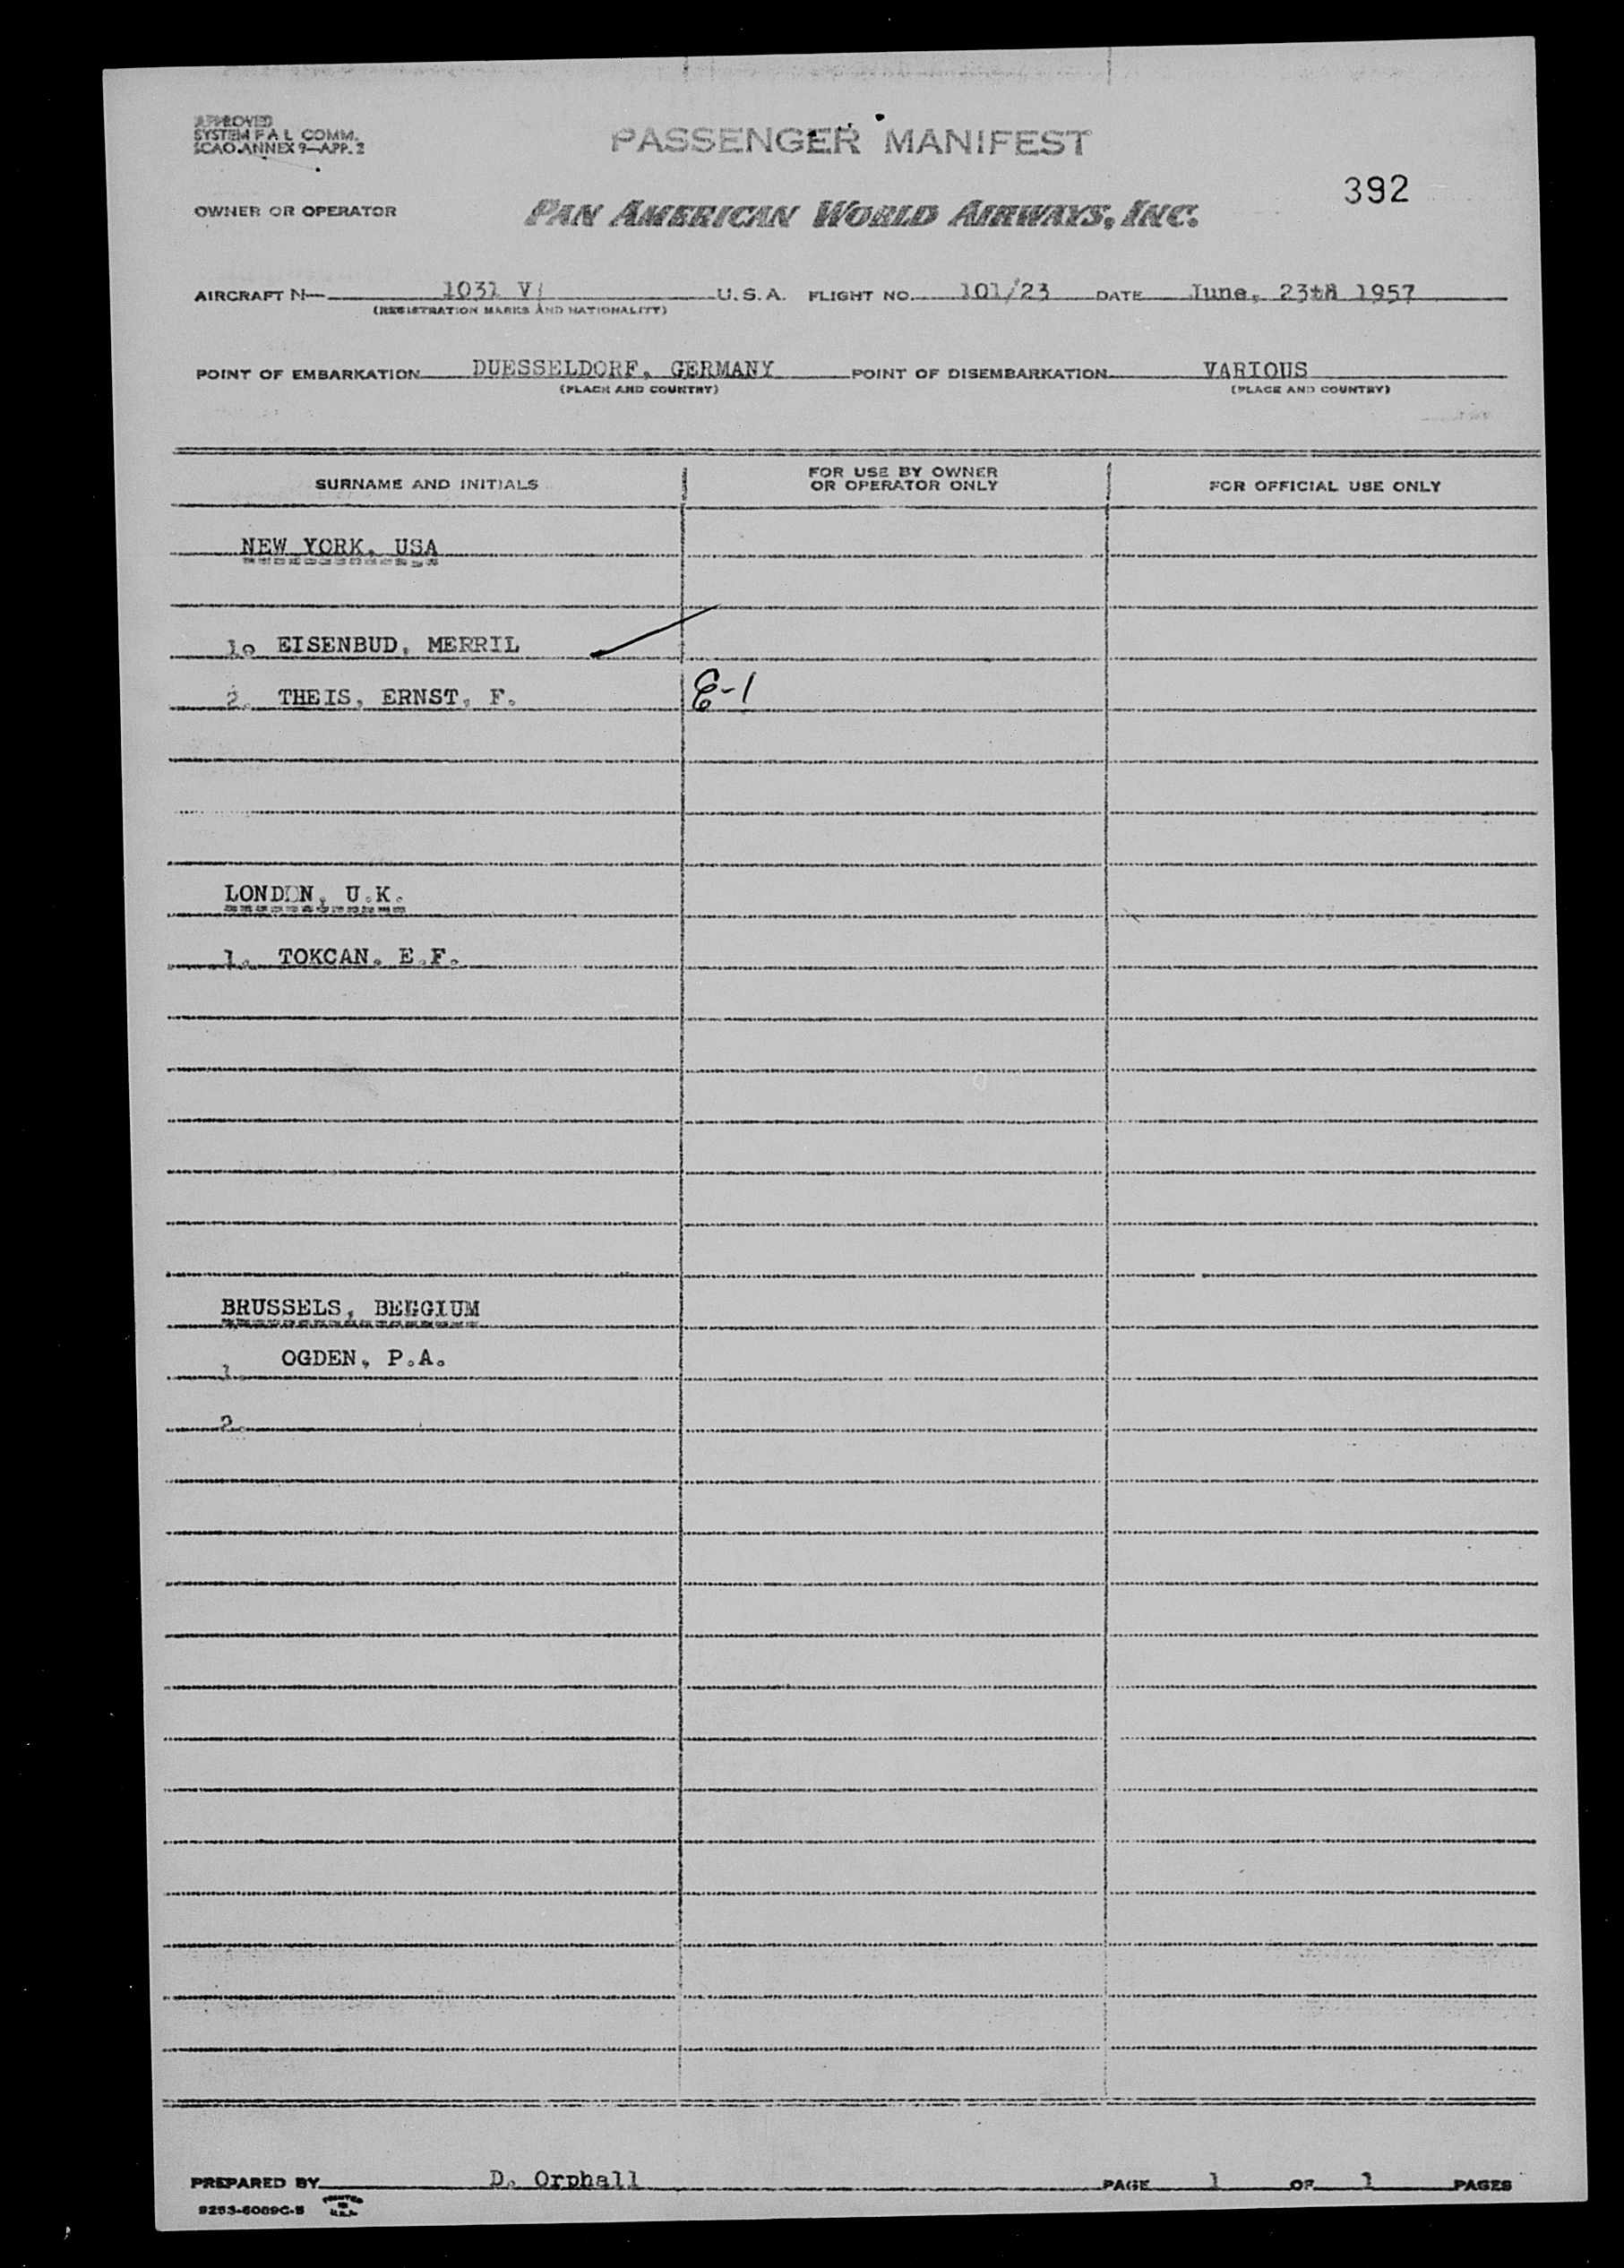 APPROVED
SYSTEM F A L COMM.
ICAO ANNEX 9—APP. 2
PASSENGER MANIFEST
392
OWNER OR OPERATOR
PAN AMERICAN WORLD AIRWAYS, INC.
AIRCRAFT N— 1031 V U.S.A. FLIGHT NO. 101/23 DATE June, 23th 1957
(REGISTRATION MARKS AND NATIONALITY)
POINT OF EMBARKATION DUESSELDORF, GERMANY POINT OF DISEMBARKATION VARIOUS
(PLACE AND COUNTRY) (PLACE AND COUNTRY)
SURNAME AND INITIALS
FOR USE BY OWNER
OR OPERATOR ONLY
FOR OFFICIAL USE ONLY
NEW YORK, USA
1. EISENBUD, MERRIL
2. THEIS, ERNST, F. E-1
LONDON, U.K.
1. TOKCAN, E.F.
BRUSSELS, BELGIUM
1. OGDEN, P.A.
2.
PREPARED BY D. Orphall PAGE 1 OF 1 PAGES
PRINTED
IN
U.S.A.